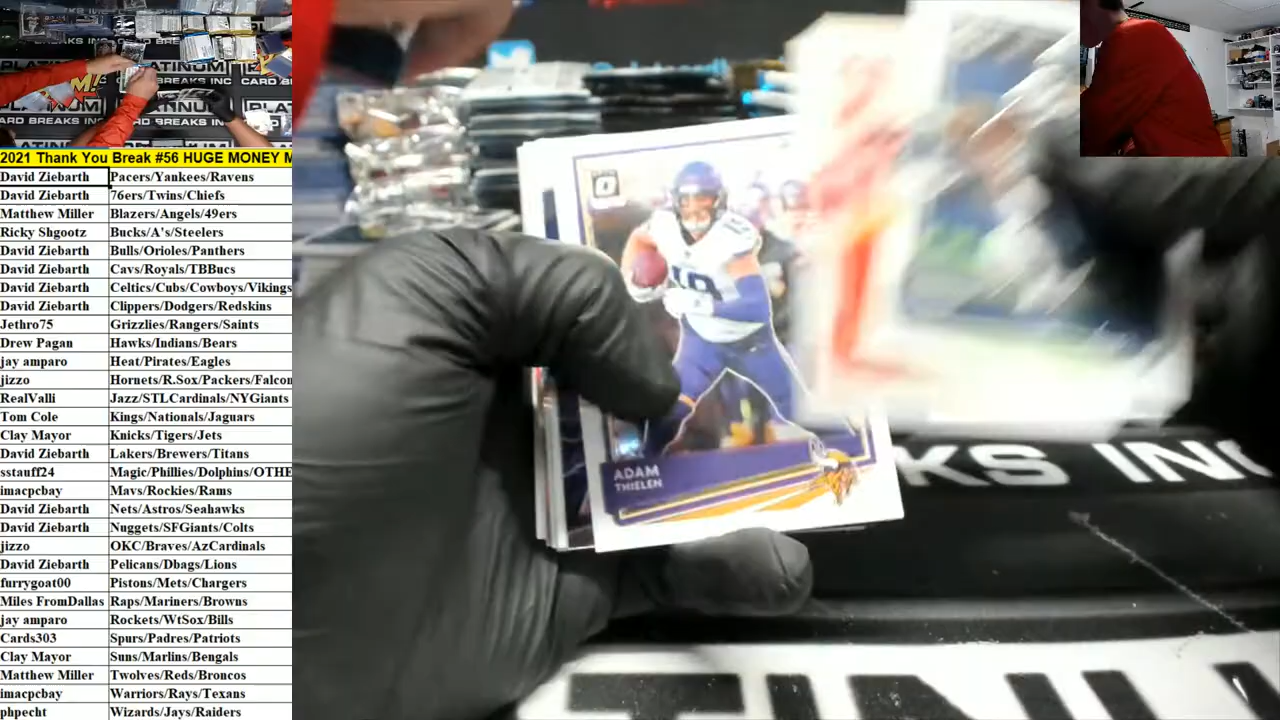 PLATINUM
BREAKS INC
CARD BREAKS INC
2021 Thank You Break #56 HUGE MONEY M
David Ziebarth Pacers/Yankees/Ravens
David Ziebarth 76ers/Twins/Chiefs
Matthew Miller Blazers/Angels/49ers
Ricky Shgootz Bucks/A's/Steelers
David Ziebarth Bulls/Orioles/Panthers
David Ziebarth Cavs/Royals/TBBucs
David Ziebarth Celtics/Cubs/Cowboys/Vikings
David Ziebarth Clippers/Dodgers/Redskins
Jethro75 Grizzlies/Rangers/Saints
Drew Pagan Hawks/Indians/Bears
jay amparo Heat/Pirates/Eagles
jizzo Hornets/R.Sox/Packers/Falcon
RealValli Jazz/STLCardinals/NYGiants
Tom Cole Kings/Nationals/Jaguars
Clay Mayor Knicks/Tigers/Jets
David Ziebarth Lakers/Brewers/Titans
sstauff24 Magic/Phillies/Dolphins/OTHE
imacpcbay Mavs/Rockies/Rams
David Ziebarth Nets/Astros/Seahawks
David Ziebarth Nuggets/SFGiants/Colts
jizzo OKC/Braves/AzCardinals
David Ziebarth Pelicans/Dbags/Lions
furrygoat00 Pistons/Mets/Chargers
Miles FromDallas Raps/Mariners/Browns
jay amparo Rockets/WtSox/Bills
Cards303 Spurs/Padres/Patriots
Clay Mayor Suns/Marlins/Bengals
Matthew Miller Twolves/Reds/Broncos
imacpcbay Warriors/Rays/Texans
phpecht Wizards/Jays/Raiders
19
ADAM
THIELEN
KS INC
TINU